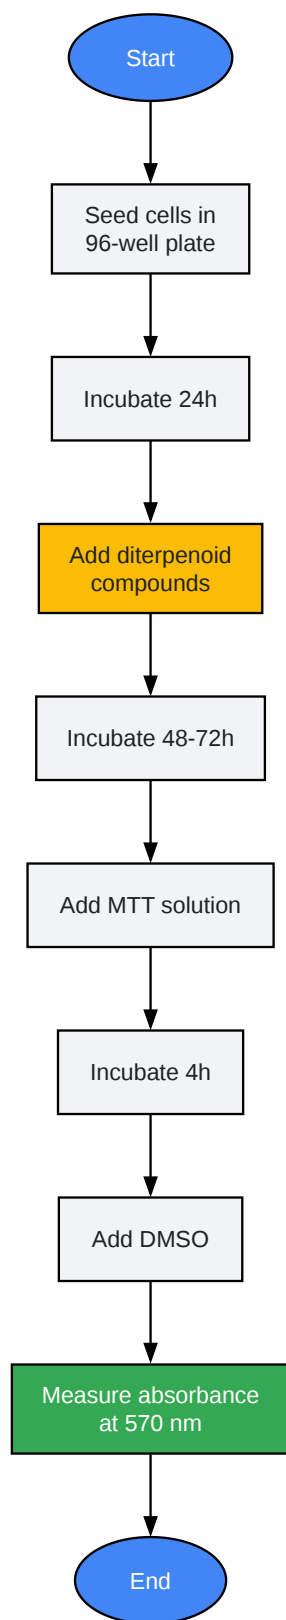 Start
Seed cells in
96-well plate
Incubate 24h
Add diterpenoid
compounds
Incubate 48-72h
Add MTT solution
Incubate 4h
Add DMSO
Measure absorbance
at 570 nm
End